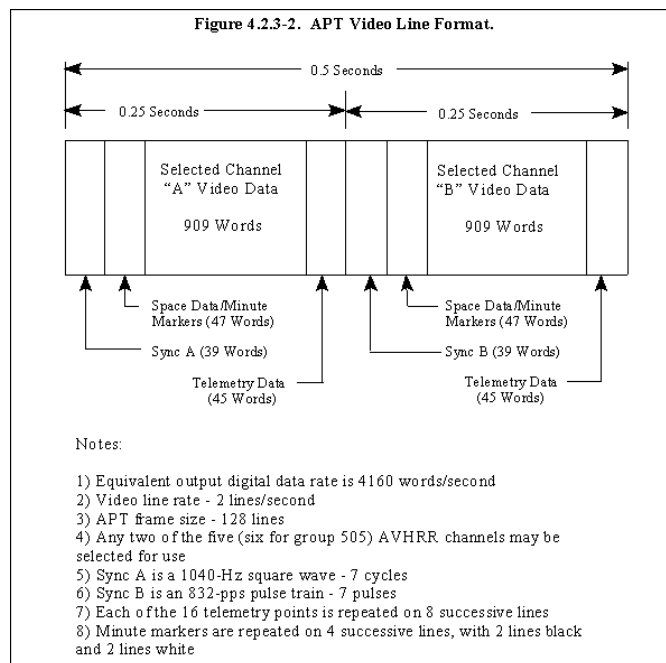 Figure 4.2.3-2. APT Video Line Format.
0.5 Seconds
0.25 Seconds
0.25 Seconds
Selected Channel
“A” Video Data
909 Words
Selected Channel
“B” Video Data
909 Words
Space Data/Minute
Markers (47 Words)
Sync A (39 Words)
Telemetry Data
(45 Words)
Space Data/Minute
Markers (47 Words)
Sync B (39 Words)
Telemetry Data
(45 Words)
Notes:
1) Equivalent output digital data rate is 4160 words/second
2) Video line rate - 2 lines/second
3) APT frame size - 128 lines
4) Any two of the five (six for group 505) AVHRR channels may be
selected for use
5) Sync A is a 1040-Hz square wave - 7 cycles
6) Sync B is an 832-pps pulse train - 7 pulses
7) Each of the 16 telemetry points is repeated on 8 successive lines
8) Minute markers are repeated on 4 successive lines, with 2 lines black
and 2 lines white